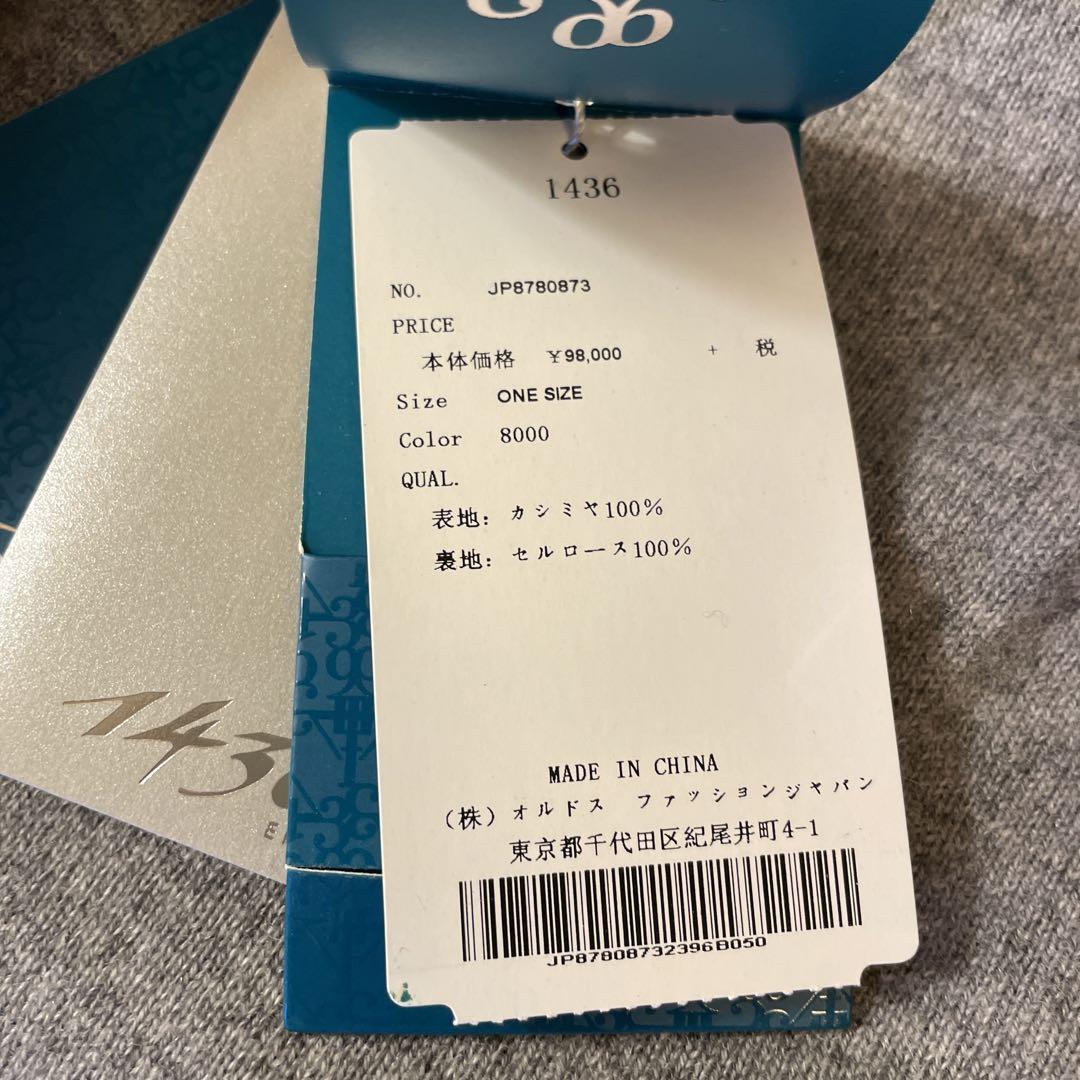 1436
NO. JP8780873
PRICE
本体価格 ¥98,000 + 税
Size ONE SIZE
Color 8000
QUAL.
表地: カシミヤ100%
裏地: セルロース100%
MADE IN CHINA
(株)オルドス ファッションジャパン
東京都千代田区紀尾井町4-1
JP87808732396B050
143